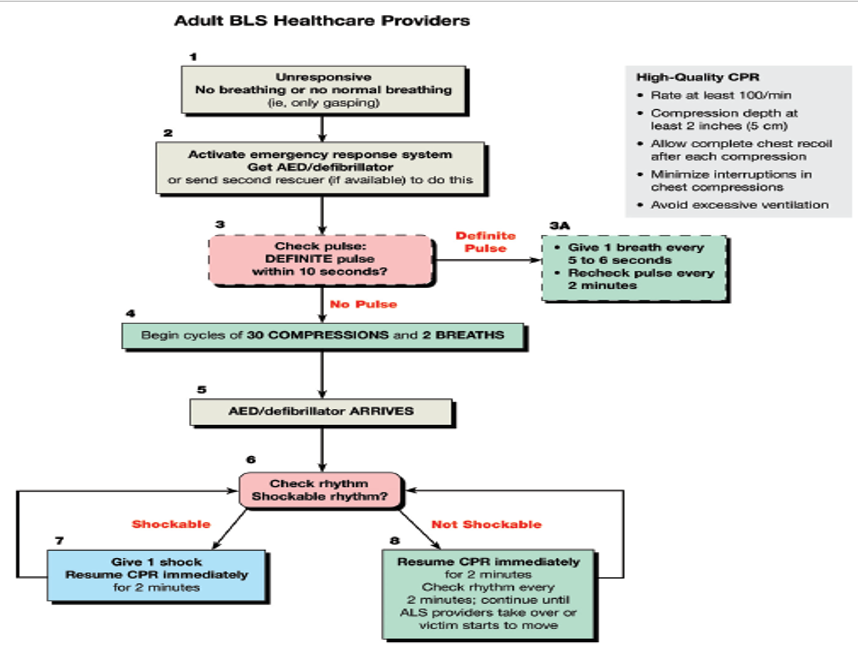 Adult BLS Healthcare Providers
1
Unresponsive
No breathing or no normal breathing
(ie, only gasping)
High-Quality CPR
• Rate at least 100/min
• Compression depth at
least 2 inches (5 cm)
• Allow complete chest recoil
after each compression
• Minimize interruptions in
chest compressions
• Avoid excessive ventilation
2
Activate emergency response system
Get AED/defibrillator
or send second rescuer (if available) to do this
3
Check pulse:
DEFINITE pulse
within 10 seconds?
Definite
Pulse
3A
• Give 1 breath every
5 to 6 seconds
• Recheck pulse every
2 minutes
No Pulse
4
Begin cycles of 30 COMPRESSIONS and 2 BREATHS
5
AED/defibrillator ARRIVES
6
Check rhythm
Shockable rhythm?
Shockable
Not Shockable
7
Give 1 shock
Resume CPR immediately
for 2 minutes
8
Resume CPR immediately
for 2 minutes
Check rhythm every
2 minutes; continue until
ALS providers take over or
victim starts to move